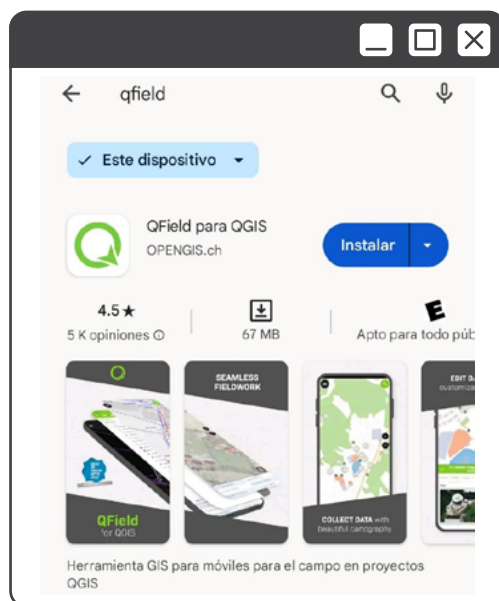 qfield
Este dispositivo
QField para QGIS
OPENGIS.ch
Instalar
4.5★
5 K opiniones
67 MB
E
Apto para todo púb
QField
for QGIS
SEAMLESS
FIELDWORK
COLLECT DATA with
beautiful cartography
EDIT DA
Herramienta GIS para móviles para el campo en proyectos
QGIS